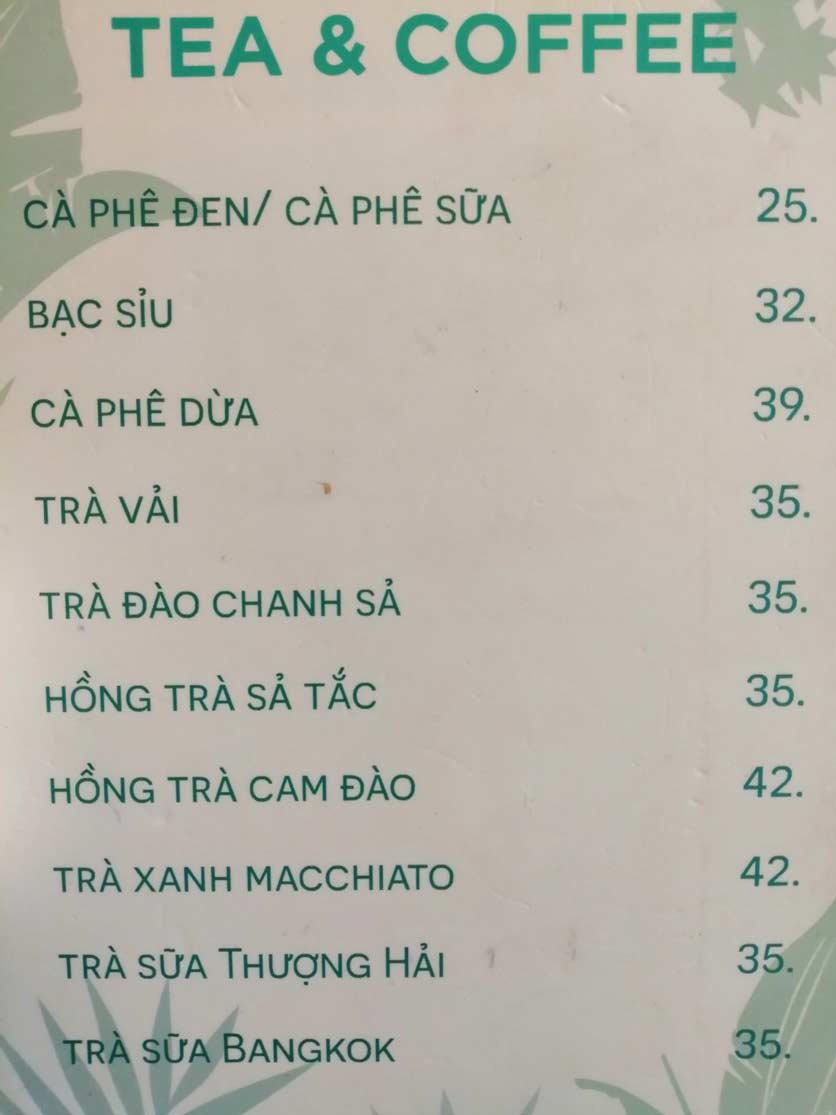 TEA & COFFEE
CÀ PHÊ ĐEN/ CÀ PHÊ SỮA 25.
BẠC SỈU 32.
CÀ PHÊ DỪA 39.
TRÀ VẢI 35.
TRÀ ĐÀO CHANH SẢ 35.
HỒNG TRÀ SẢ TẮC 35.
HỒNG TRÀ CAM ĐÀO 42.
TRÀ XANH MACCHIATO 42.
TRÀ SỮA THƯỢNG HẢI 35.
TRÀ SỮA BANGKOK 35.